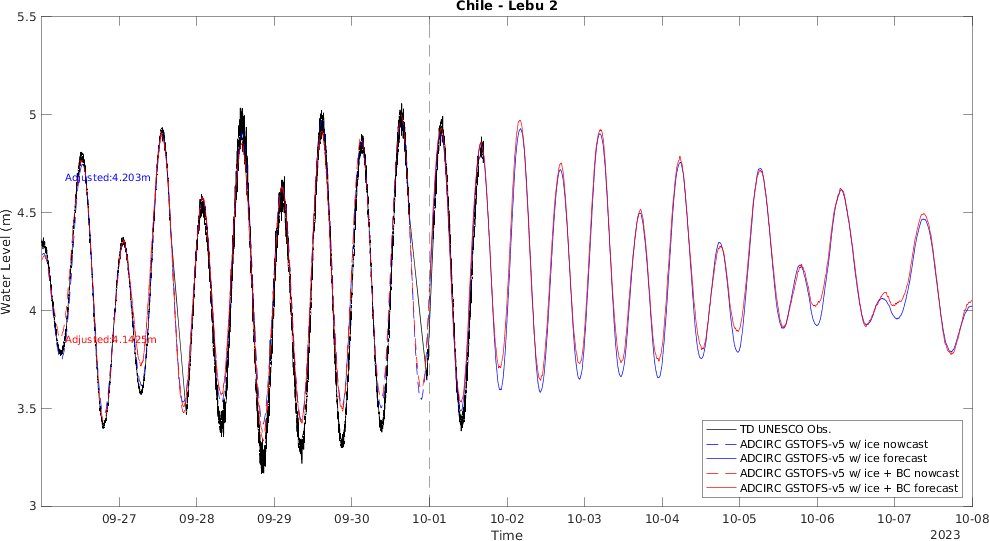 Chile - Lebu 2
5.5
5
4.5
4
3.5
3
Water Level (m)
Adjusted:4.203m
Adjusted:4.1425m
TD UNESCO Obs.
ADCIRC GSTOFS-v5 w/ ice nowcast
ADCIRC GSTOFS-v5 w/ ice forecast
ADCIRC GSTOFS-v5 w/ ice + BC nowcast
ADCIRC GSTOFS-v5 w/ ice + BC forecast
09-27 09-28 09-29 09-30 10-01 10-02 10-03 10-04 10-05 10-06 10-07 10-08
Time
2023